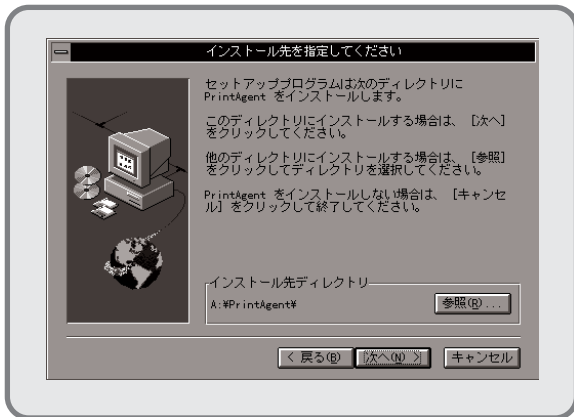 インストール先を指定してください
セットアッププログラムは次のディレクトリに
PrintAgent をインストールします。
このディレクトリにインストールする場合は、 [次へ]
をクリックしてください。
他のディレクトリにインストールする場合は、 [参照]
をクリックしてディレクトリを選択してください。
PrintAgent をインストールしない場合は、 [キャンセ
ル] をクリックして終了してください。
インストール先ディレクトリ
A:¥PrintAgent¥
参照(R)...
< 戻る(B)
次へ(N) >
キャンセル